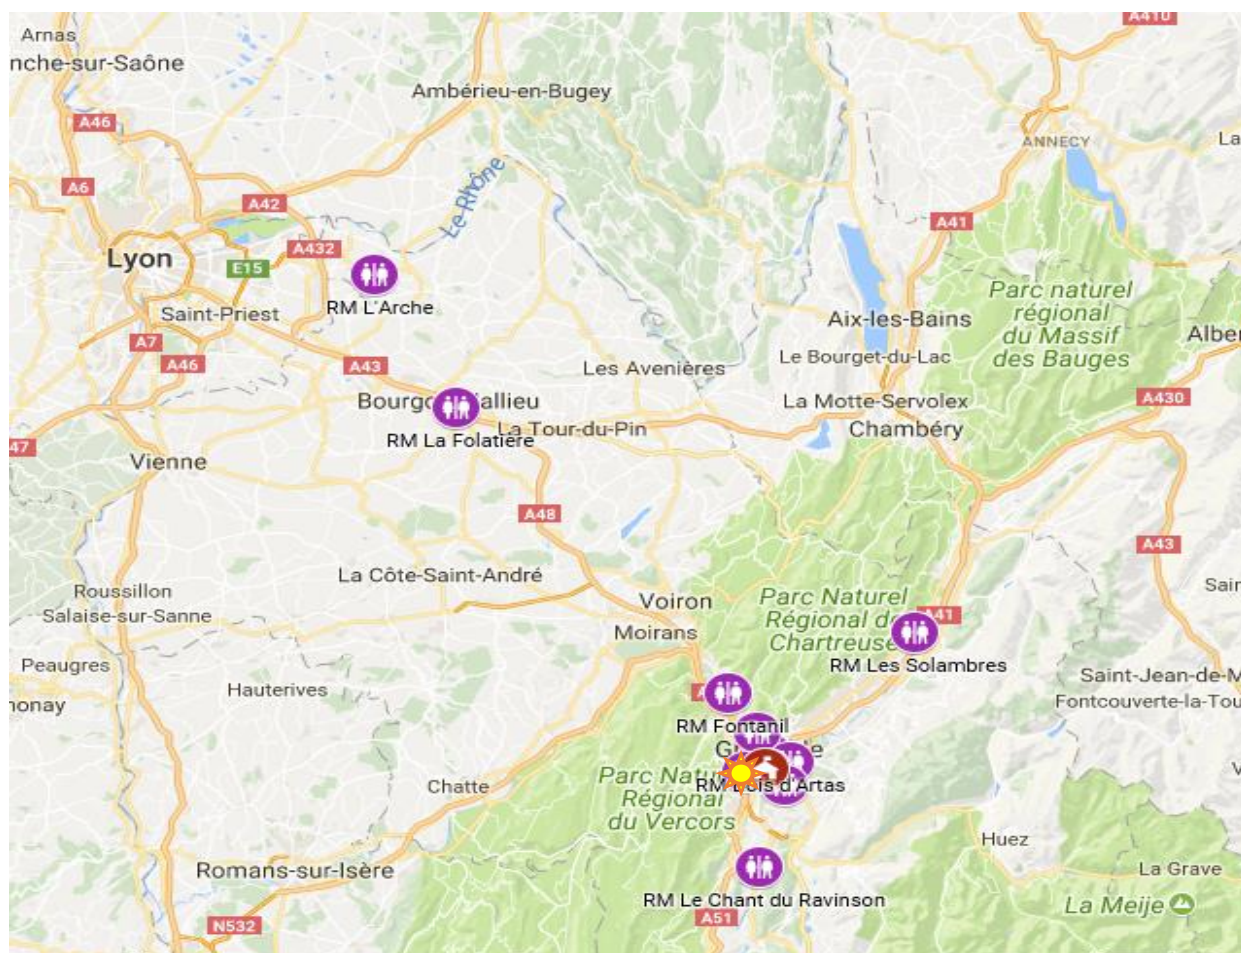 A410
Arnas
nche-sur-Saône
Ambérieu-en-Bugey
A46
ANNECY
La
Le Rhône
A6
A42
A41
A432
Lyon
E15
RM L'Arche
Saint-Priest
Parc naturel
régional
du Massif
des Bauges
Aix-les-Bains
Alber
A7
A46
A43
Les Avenières
Le Bourget-du-Lac
La Motte-Servolex
A430
Bourgo
allieu
RM La Folatière
La Tour-du-Pin
Chambéry
47
Vienne
A48
A43
La Côte-Saint-André
Roussillon
Salaise-sur-Sanne
Voiron
Moirans
Parc Naturel
Régional de
Chartreuse
A41
Sain
Peaugres
nonay
Hauterives
RM Les Solambres
Saint-Jean-de-M
Fontcouverte-la-Tou
RM Fontanil
Parc Natu
Régional
du Vercors
RM Bois d'Artas
Chatte
Huez
Romans-sur-Isère
La Grave
RM Le Chant du Ravinson
La Meije
A51
N532